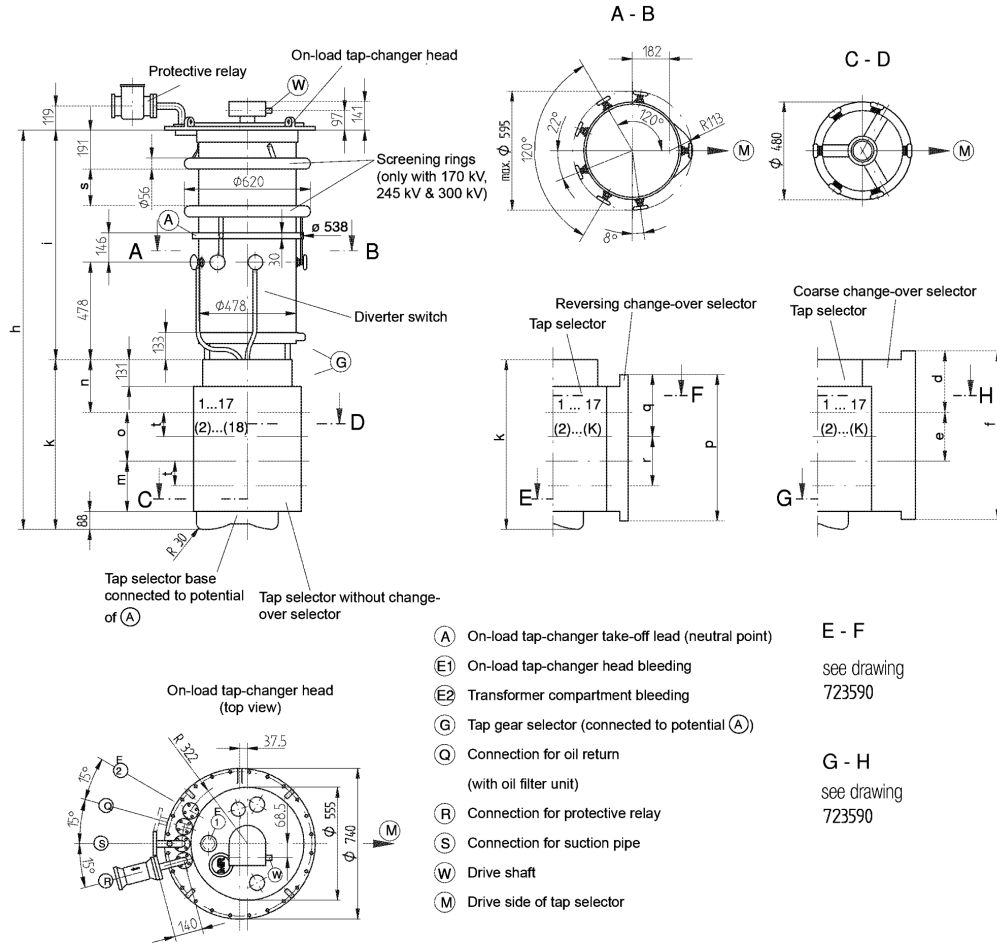 A - B
On-load tap-changer head
Protective relay
W
119
97
141
191
s
Φ56
Φ620
Screening rings
(only with 170 kV,
245 kV & 300 kV)
A
ø 538
A
B
146
30
i
h
478
Φ478
Diverter switch
133
G
n
131
1...17
(2)...(18)
t
D
o
k
t
m
C
88
R 30
Tap selector base
connected to potential
of A
Tap selector without change-
over selector
182
max. Φ 595
120°
22°
120°
R113
M
8°
C - D
Φ 480
M
Reversing change-over selector
Tap selector
F
1 ... 17
(2)...(K)
k
q
p
r
E
Coarse change-over selector
Tap selector
d
H
1 ... 17
(2)...(K)
e
f
G
On-load tap-changer head
(top view)
R 322
37.5
E
2
15°
Q
15°
E
1
68.5
Φ 555
Φ 740
M
S
15°
MR
W
R
140
A On-load tap-changer take-off lead (neutral point)
E1 On-load tap-changer head bleeding
E2 Transformer compartment bleeding
G Tap gear selector (connected to potential A)
Q Connection for oil return
(with oil filter unit)
R Connection for protective relay
S Connection for suction pipe
W Drive shaft
M Drive side of tap selector
E - F
see drawing
723590
G - H
see drawing
723590